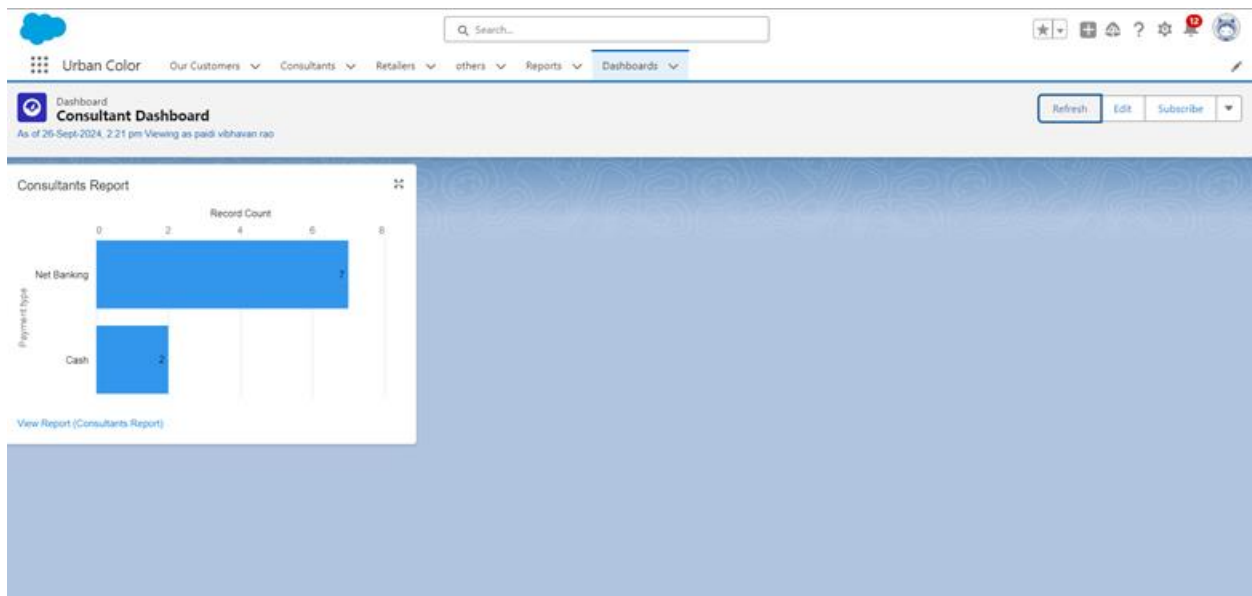 Search...
12
Urban Color Our Customers Consultants Retailers others Reports Dashboards
Dashboard
Consultant Dashboard
As of 26-Sept-2024, 2:21 pm Viewing as paidi vibhavan rao
Refresh Edit Subscribe
Consultants Report
Record Count
0 2 4 6 8
Payment type
Net Banking 7
Cash 2
View Report (Consultants Report)